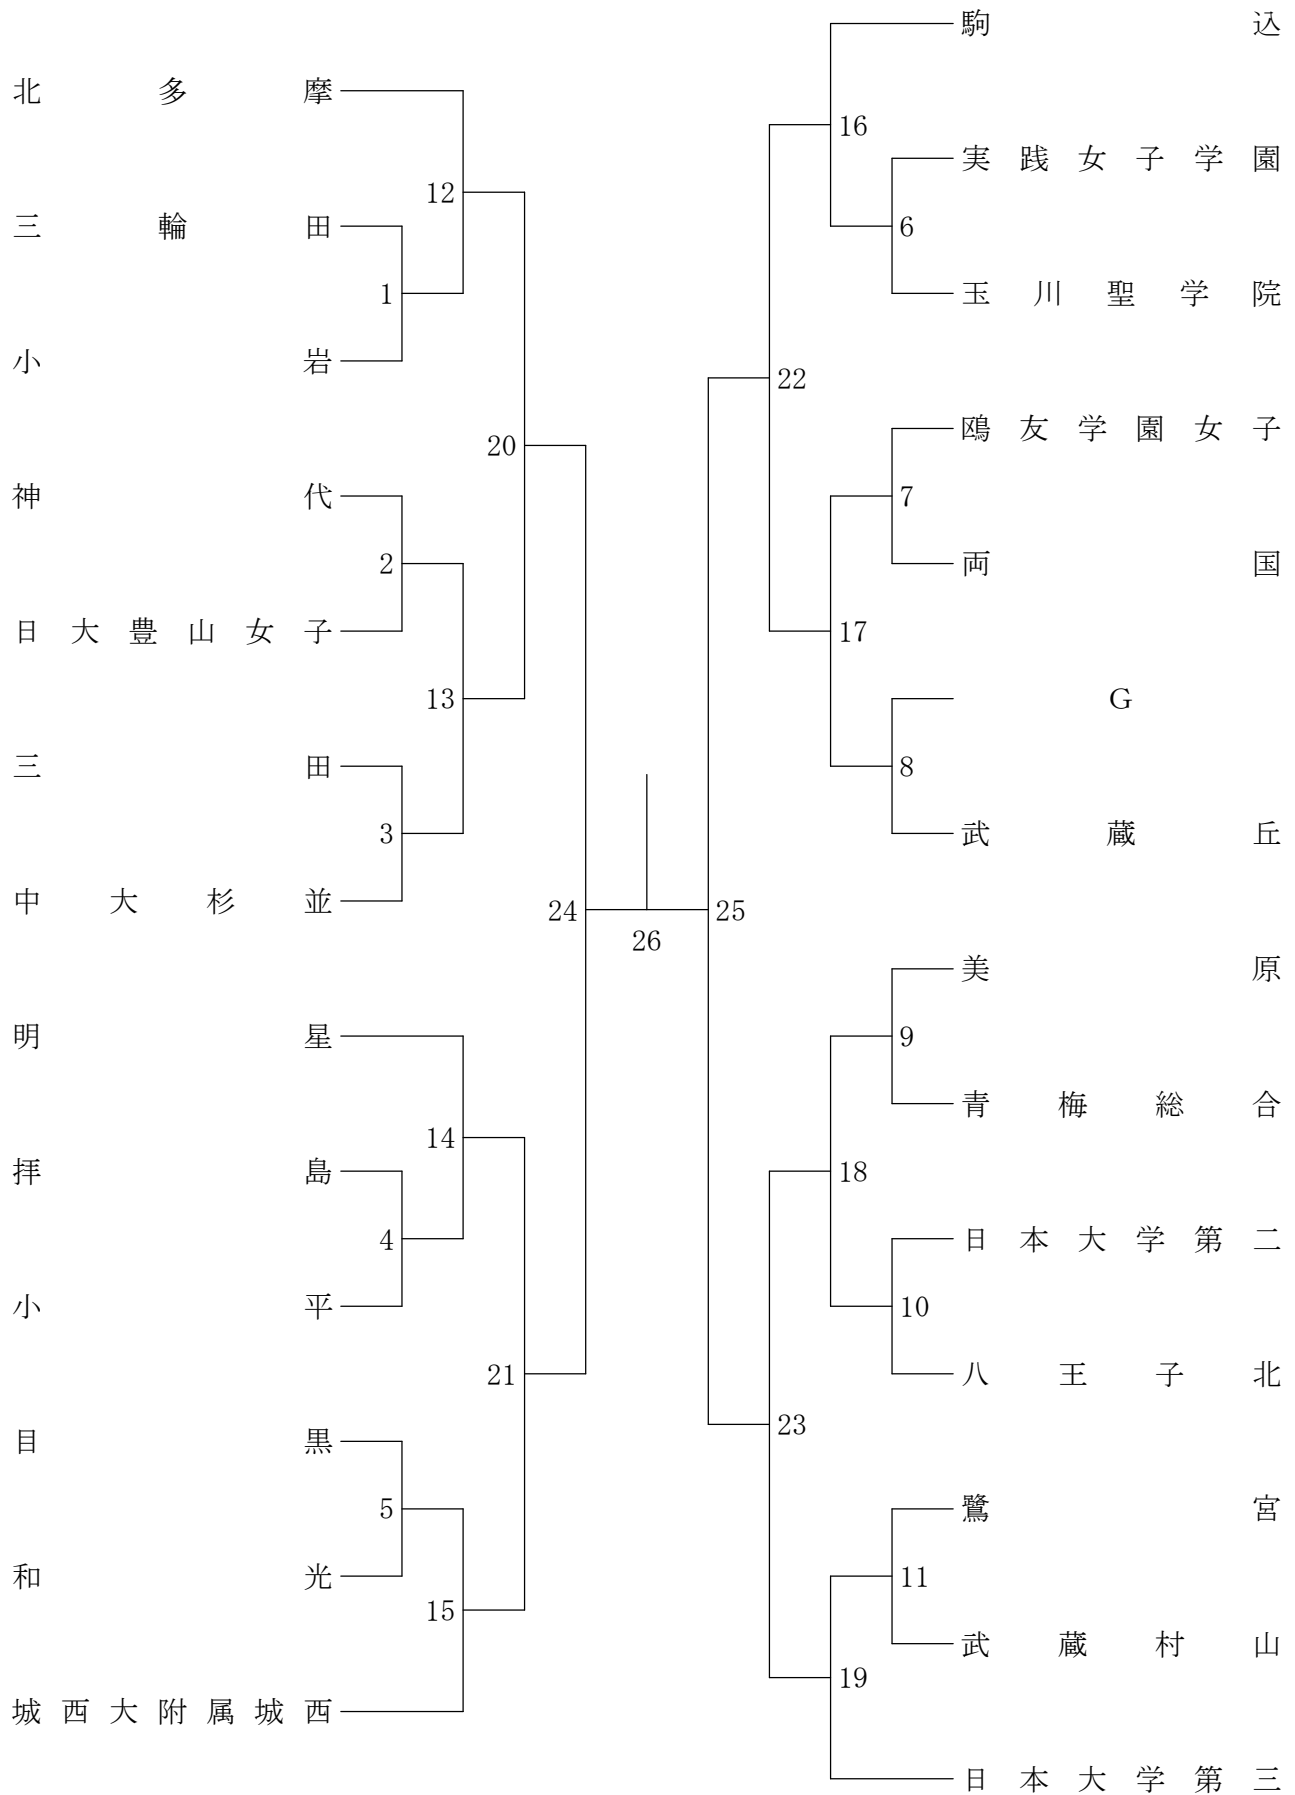 北多摩
12
三輪田
1
小岩
20
神代
2
日大豊山女子
13
三田
3
中大杉並
24
26
明星
14
拝島
4
小平
21
目黒
5
和光
15
城西大附属城西
駒込
16
実践女子学園
6
玉川聖学院
22
鴎友学園女子
7
両国
17
G
8
武蔵丘
25
美原
9
青梅総合
18
日本大学第二
10
八王子北
23
鷺宮
11
武蔵村山
19
日本大学第三